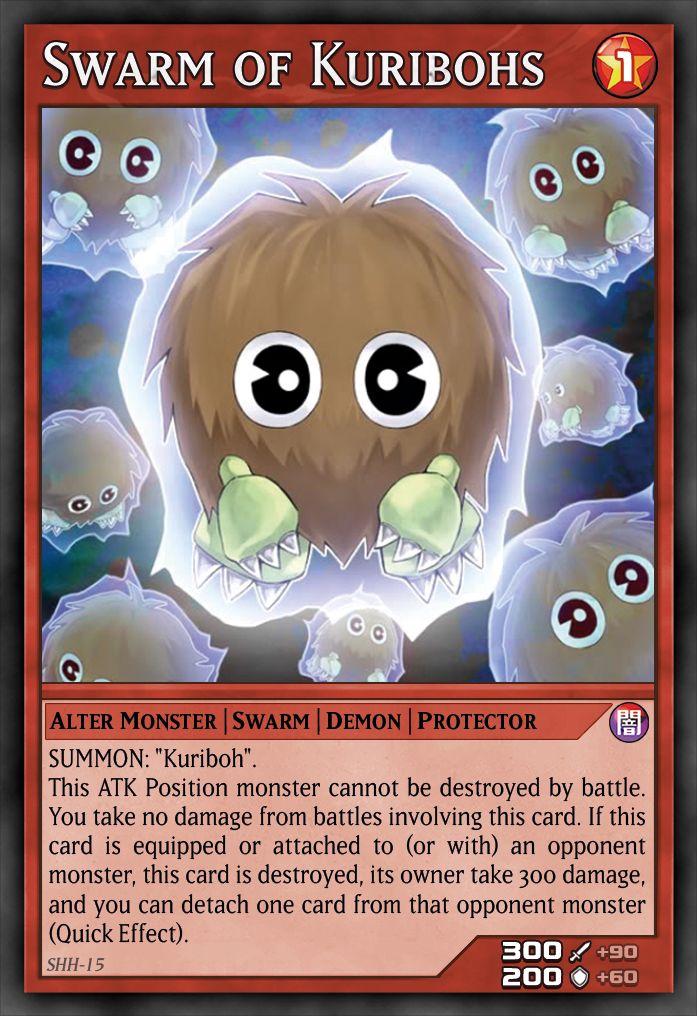 Swarm of Kuribohs
1
Alter Monster | Swarm | Demon | Protector
闇
SUMMON: "Kuriboh".
This ATK Position monster cannot be destroyed by battle.
You take no damage from battles involving this card. If this
card is equipped or attached to (or with) an opponent
monster, this card is destroyed, its owner take 300 damage,
and you can detach one card from that opponent monster
(Quick Effect).
300 +90
200 +60
SHH-15